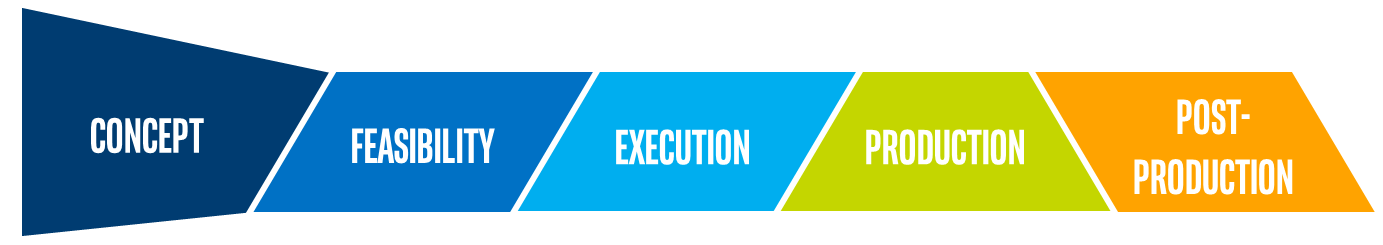 CONCEPT
FEASIBILITY
EXECUTION
PRODUCTION
POST-
PRODUCTION